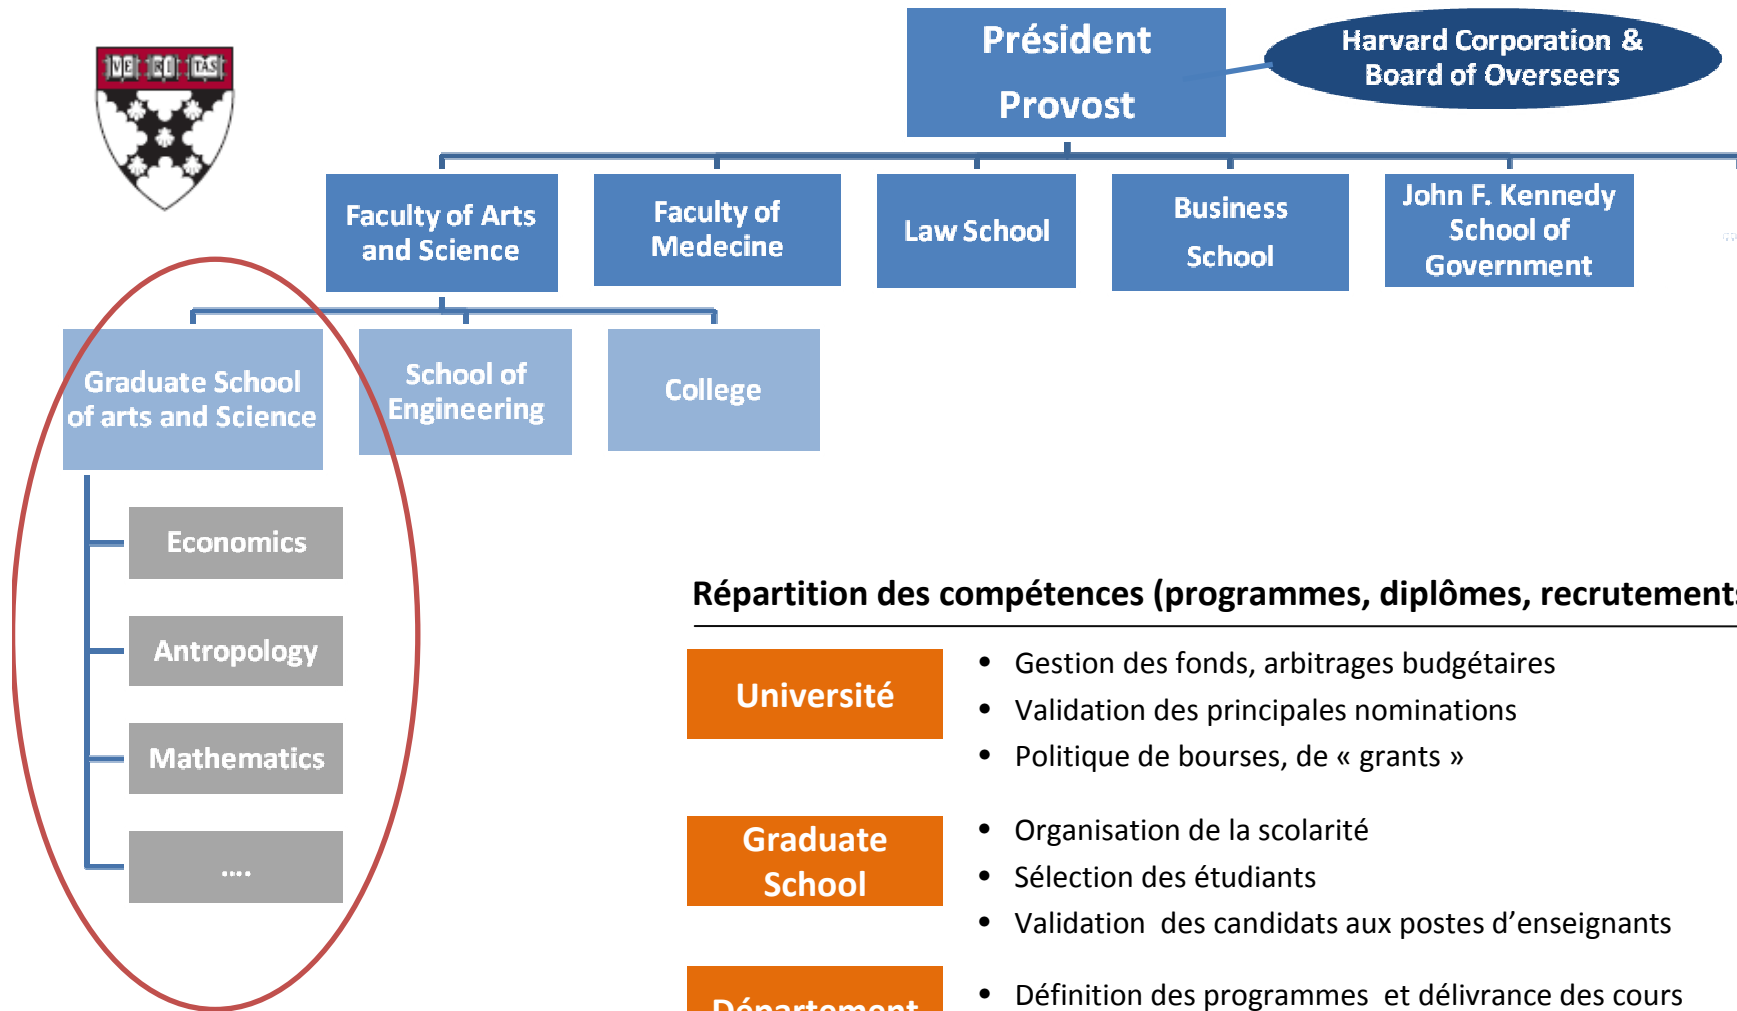 VE RI TAS
Président
Provost
Harvard Corporation &
Board of Overseers
Faculty of Arts
and Science
Faculty of
Medecine
Law School
Business
School
John F. Kennedy
School of
Government
...
Graduate School
of arts and Science
School of
Engineering
College
Economics
Antropology
Mathematics
....
Répartition des compétences (programmes, diplômes, recrutements
Université
• Gestion des fonds, arbitrages budgétaires
• Validation des principales nominations
• Politique de bourses, de « grants »
Graduate
School
• Organisation de la scolarité
• Sélection des étudiants
• Validation des candidats aux postes d’enseignants
Département
• Définition des programmes et délivrance des cours